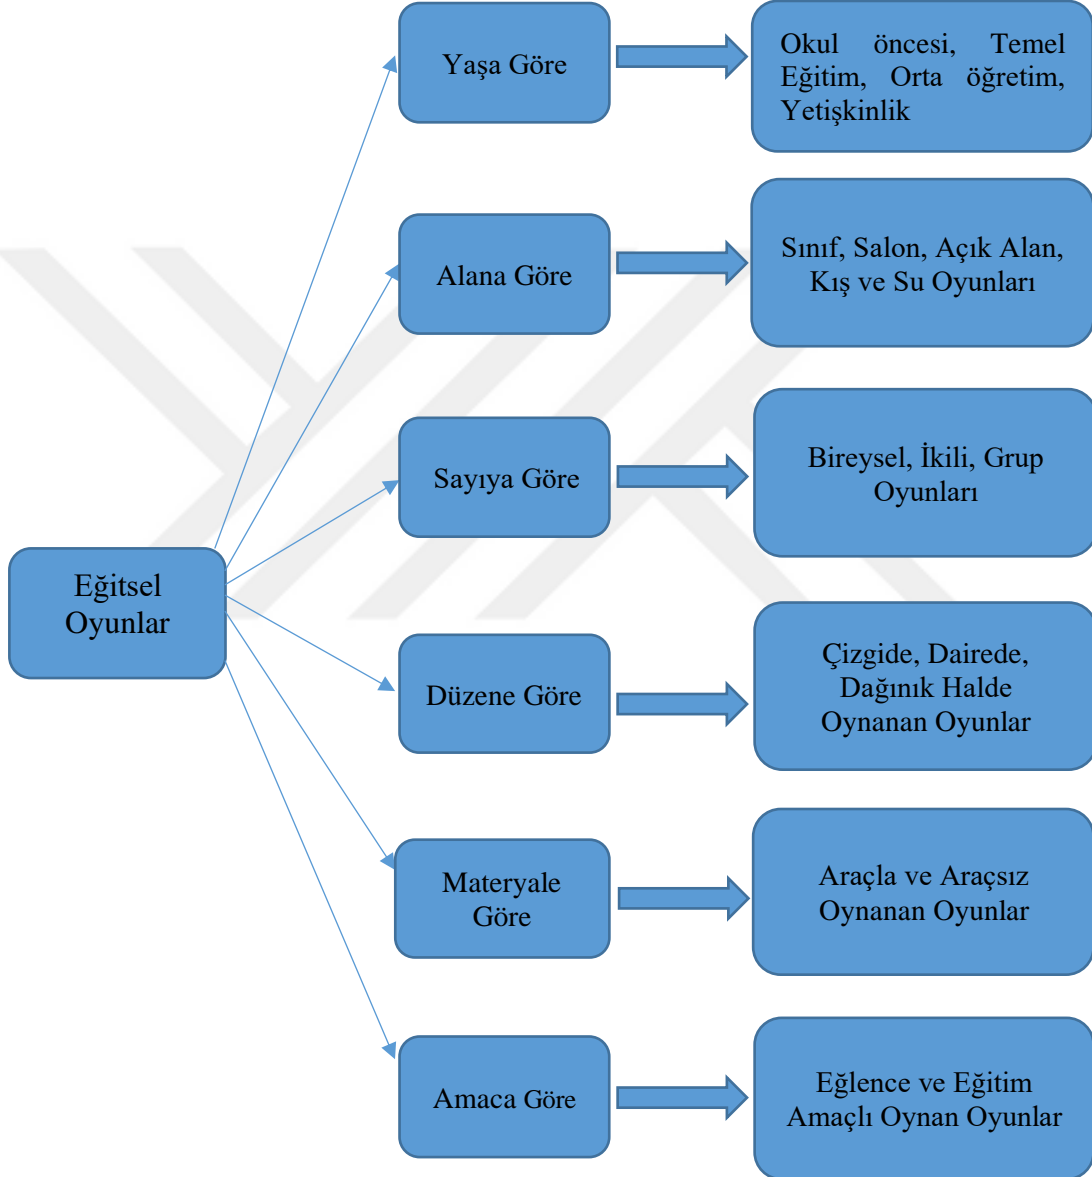 Yaşa Göre
Okul öncesi, Temel
Eğitim, Orta öğretim,
Yetişkinlik
Alana Göre
Sınıf, Salon, Açık Alan,
Kış ve Su Oyunları
Sayıya Göre
Bireysel, İkili, Grup
Oyunları
Eğitsel
Oyunlar
Düzene Göre
Çizgide, Dairede,
Dağınık Halde
Oynanan Oyunlar
Materyale
Göre
Araçla ve Araçsız
Oynanan Oyunlar
Amaca Göre
Eğlence ve Eğitim
Amaçlı Oynan Oyunlar